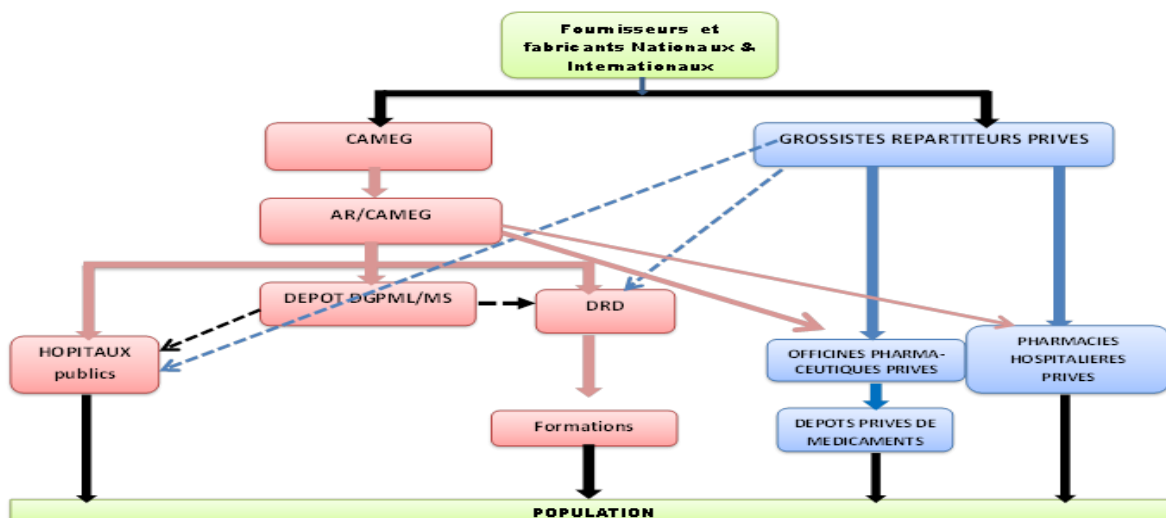 Fournisseurs et
fabricants Nationaux &
Internationaux
CAMEG
GROSSISTES REPARTITEURS PRIVES
AR/CAMEG
DEPOT DGPML/MS
DRD
HOPITAUX
publics
OFFICINES PHARMA-
CEUTIQUES PRIVES
PHARMACIES
HOSPITALIERES
PRIVES
Formations
DEPOTS PRIVES DE
MEDICAMENTS
POPULATION